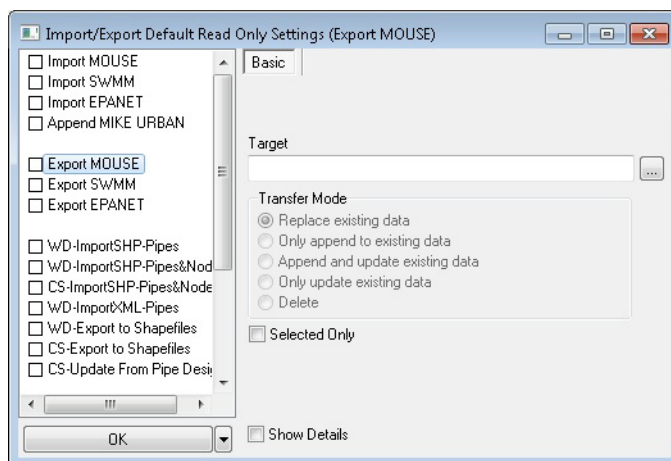 Import/Export Default Read Only Settings (Export MOUSE)
Import MOUSE
Import SWMM
Import EPANET
Append MIKE URBAN
Export MOUSE
Export SWMM
Export EPANET
WD-ImportSHP-Pipes
WD-ImportSHP-Pipes&Nod
CS-ImportSHP-Pipes&Node
WD-ImportXML-Pipes
WD-Export to Shapefiles
CS-Export to Shapefiles
CS-Update From Pipe Desi
OK
Basic
Target
...
Transfer Mode
Replace existing data
Only append to existing data
Append and update existing data
Only update existing data
Delete
Selected Only
Show Details